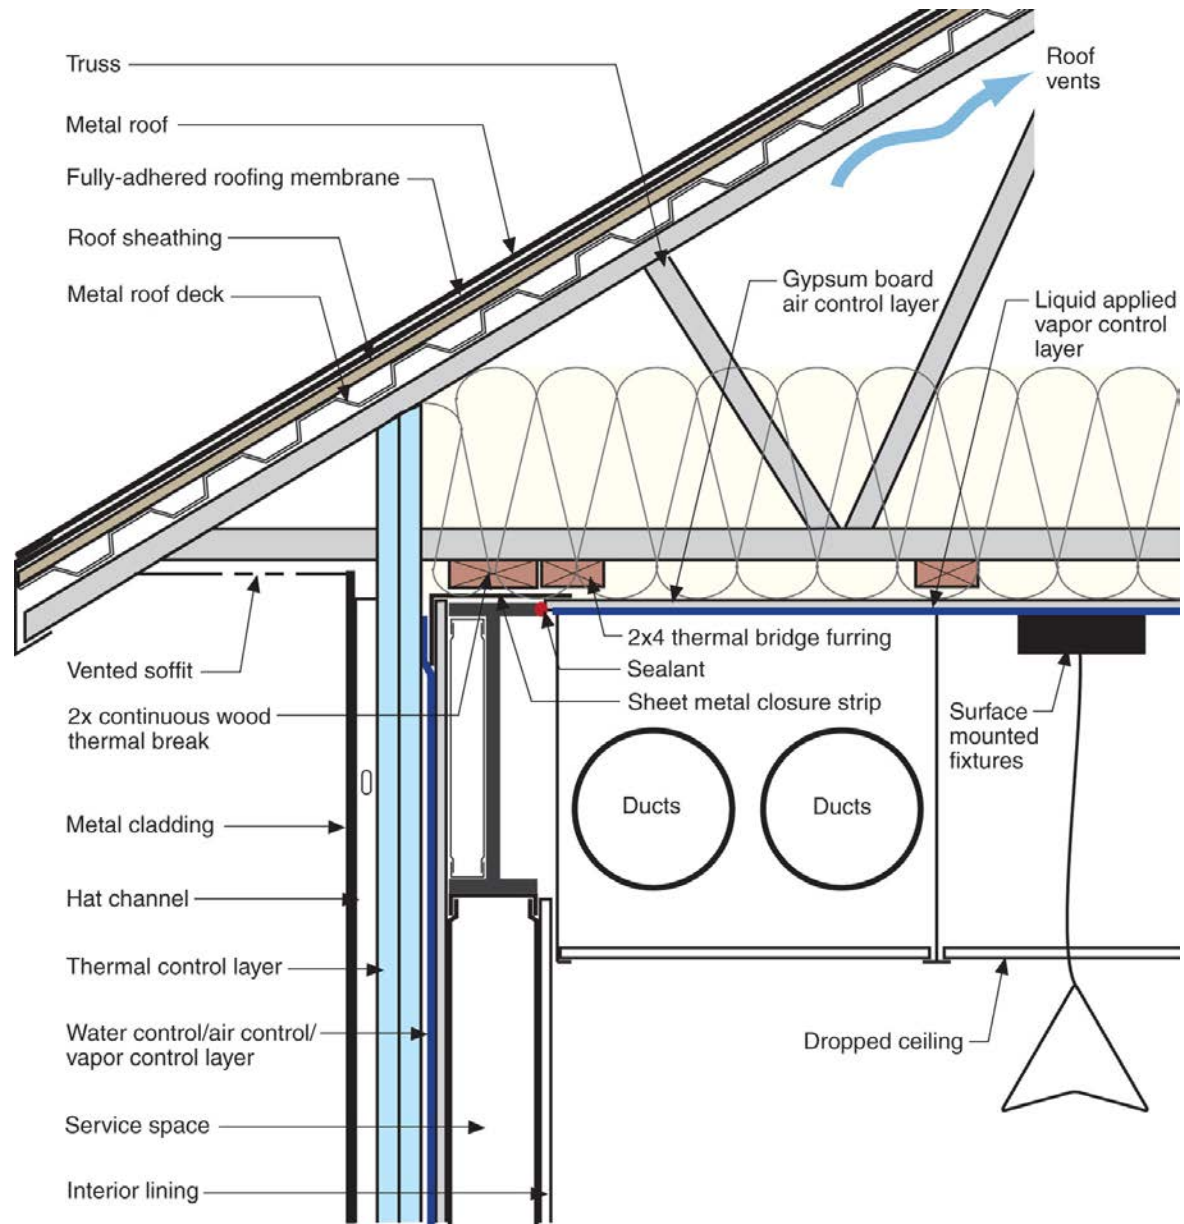 Truss
Metal roof
Fully-adhered roofing membrane
Roof sheathing
Metal roof deck
Roof
vents
Gypsum board
air control layer
Liquid applied
vapor control
layer
2x4 thermal bridge furring
Sealant
Sheet metal closure strip
Vented soffit
2x continuous wood
thermal break
Surface
mounted
fixtures
Metal cladding
Ducts
Ducts
Hat channel
Thermal control layer
Water control/air control/
vapor control layer
Dropped ceiling
Service space
Interior lining